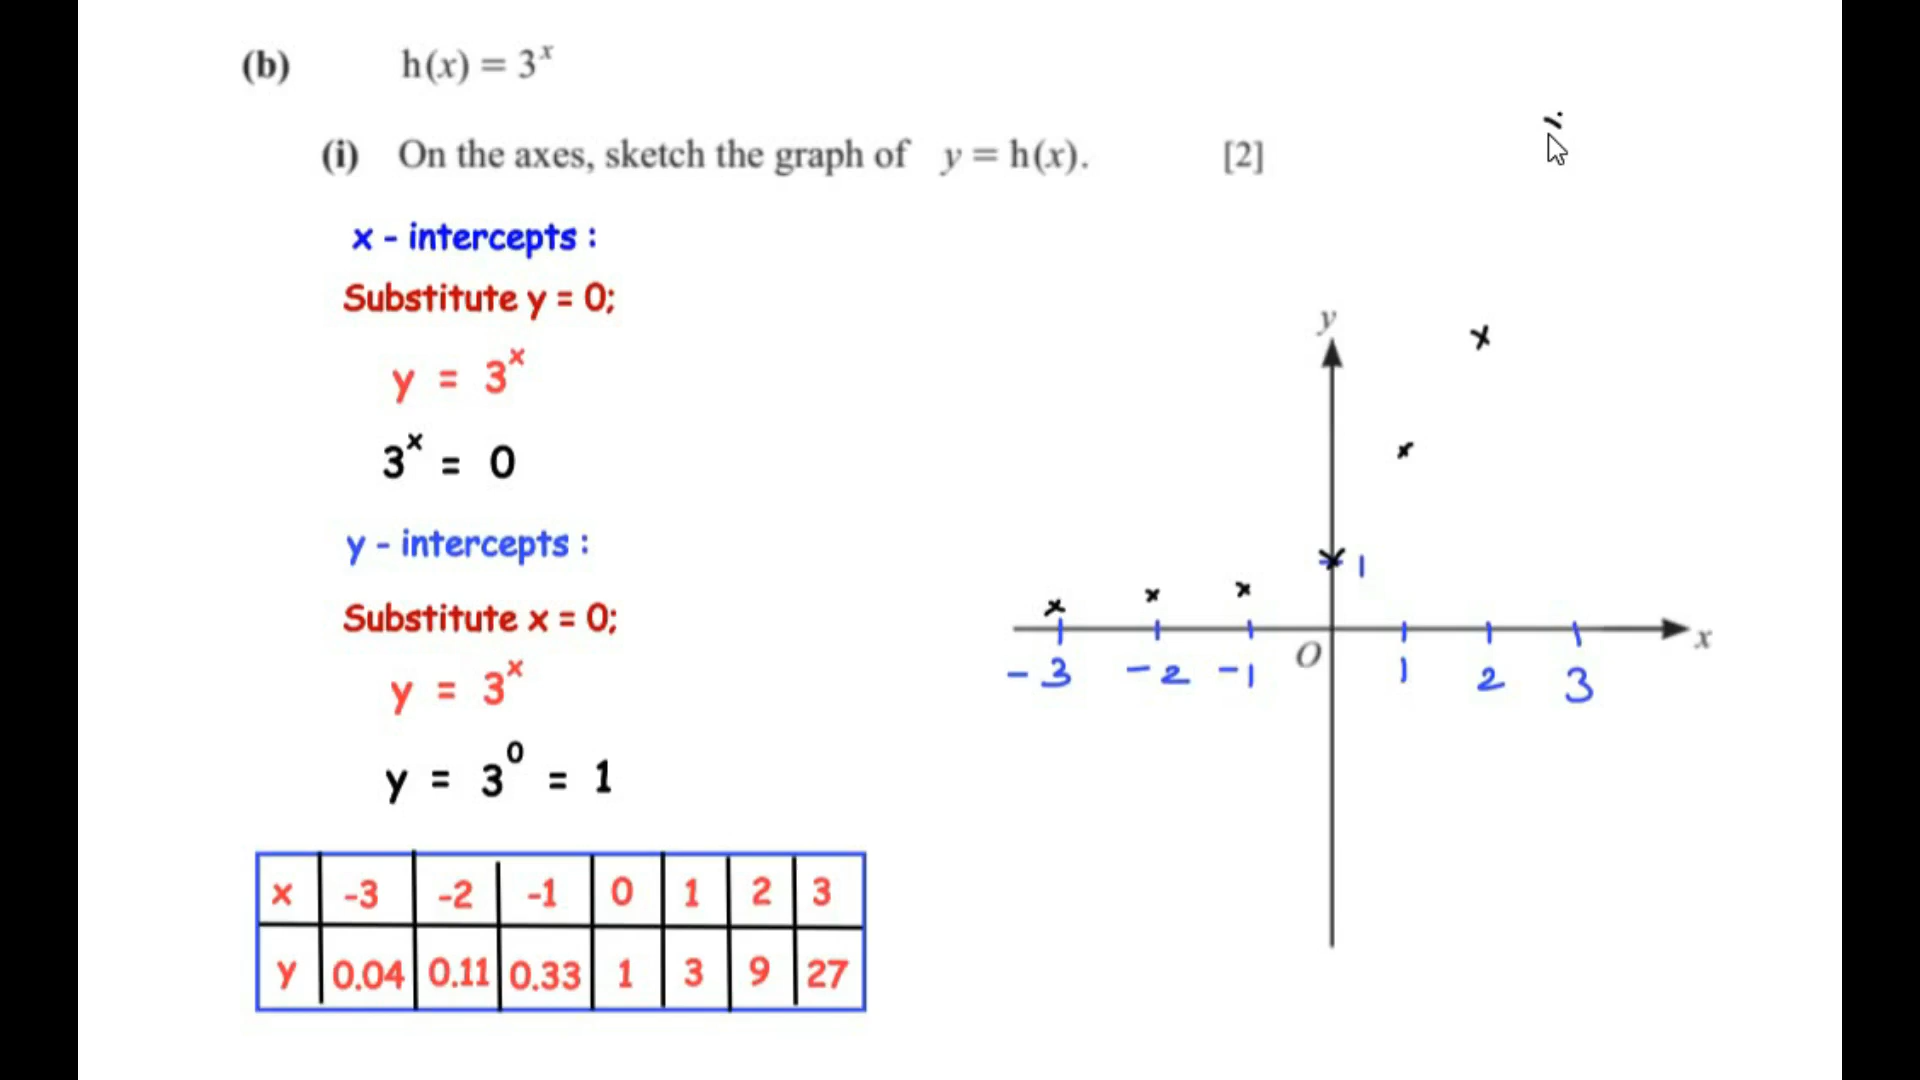 (b) h(x) = 3^x
(i) On the axes, sketch the graph of y = h(x). [2]
x - intercepts :
Substitute y = 0;
y = 3^x
3^x = 0
y - intercepts :
Substitute x = 0;
y = 3^x
y = 3^0 = 1
x -3 -2 -1 0 1 2 3
y 0.04 0.11 0.33 1 3 9 27
y
1
O
x
-3 -2 -1 1 2 3